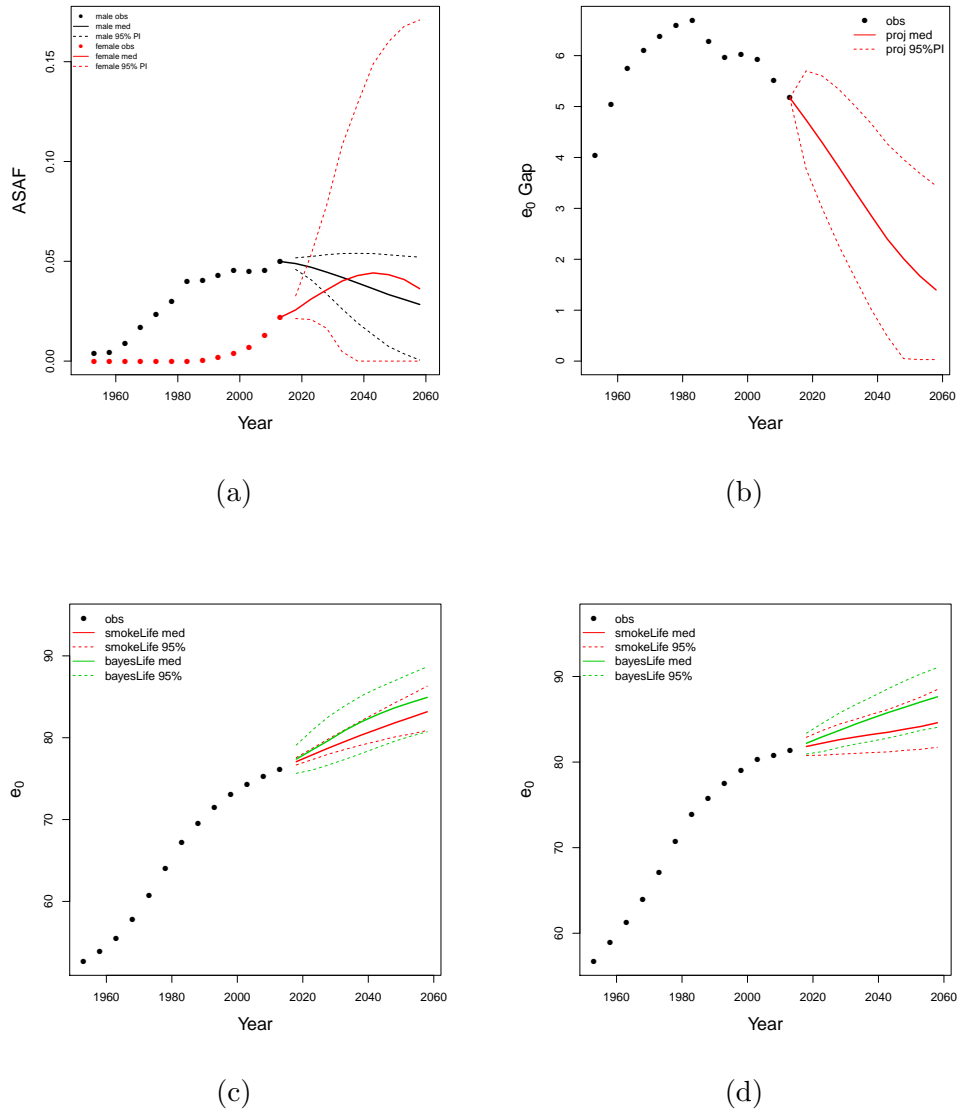 male obs
male med
male 95% PI
female obs
female med
female 95% PI
ASAF
0.00
0.05
0.10
0.15
1960 1980 2000 2020 2040 2060
Year
(a)
obs
proj med
proj 95%PI
e0 Gap
0
1
2
3
4
5
6
1960 1980 2000 2020 2040 2060
Year
(b)
obs
smokeLife med
smokeLife 95%
bayesLife med
bayesLife 95%
e0
60
70
80
90
1960 1980 2000 2020 2040 2060
Year
(c)
obs
smokeLife med
smokeLife 95%
bayesLife med
bayesLife 95%
e0
60
70
80
90
1960 1980 2000 2020 2040 2060
Year
(d)